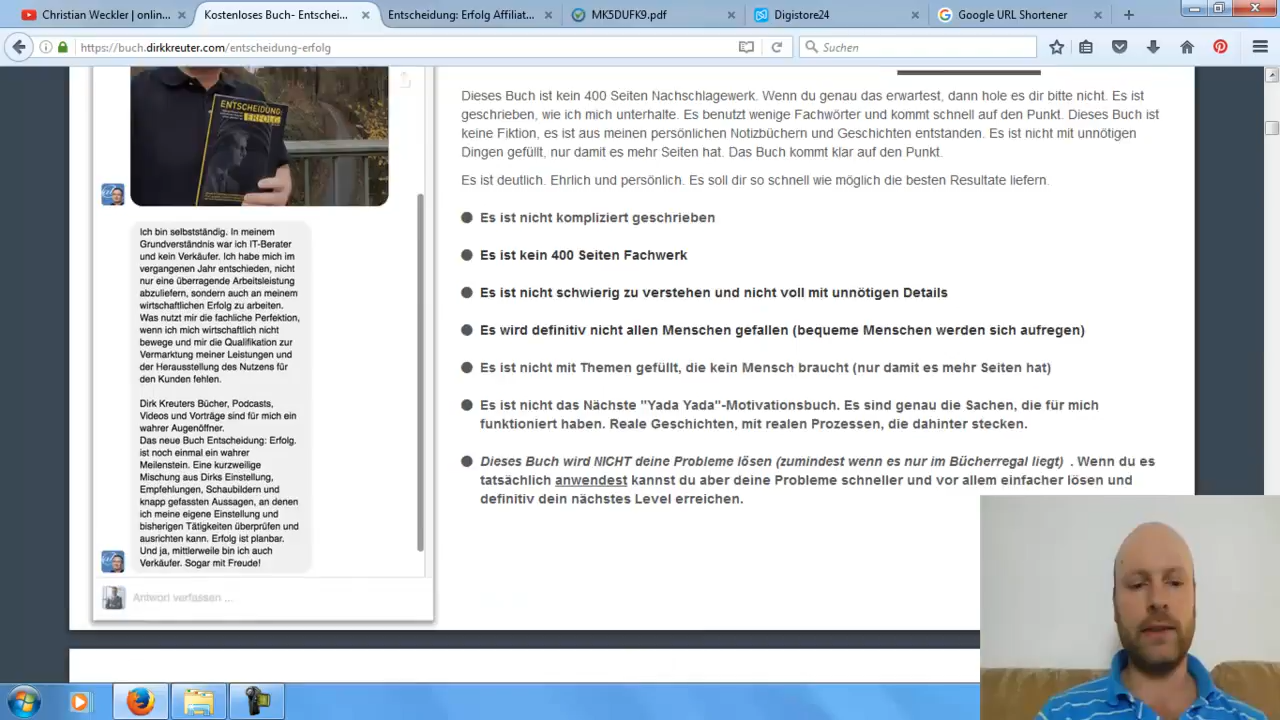 Christian Weckler | onlin...
Kostenloses Buch- Entschei...
Entscheidung: Erfolg Affiliat...
MK5DUFK9.pdf
Digistore24
Google URL Shortener
https://buch.dirkkreuter.com/entscheidung-erfolg
Suchen
ENTSCHEIDUNG:
ERFOLG
Ich bin selbstständig. In meinem
Grundverständnis war ich IT-Berater
und kein Verkäufer. Ich habe mich im
vergangenen Jahr entschieden, nicht
nur eine überragende Arbeitsleistung
abzuliefern, sondern auch an meinem
wirtschaftlichen Erfolg zu arbeiten.
Was nutzt mir die fachliche Perfektion,
wenn ich mich wirtschaftlich nicht
bewege und mir die Qualifikation zur
Vermarktung meiner Leistungen und
der Herausstellung des Nutzens für
den Kunden fehlen.
Dirk Kreuters Bücher, Podcasts,
Videos und Vorträge sind für mich ein
wahrer Augenöffner.
Das neue Buch Entscheidung: Erfolg.
ist noch einmal ein wahrer
Meilenstein. Eine kurzweilige
Mischung aus Dirks Einstellung,
Empfehlungen, Schaubildern und
knapp gefassten Aussagen, an denen
ich meine eigene Einstellung und
bisherigen Tätigkeiten überprüfen und
ausrichten kann. Erfolg ist planbar.
Und ja, mittlerweile bin ich auch
Verkäufer. Sogar mit Freude!
Antwort verfassen ...
Dieses Buch ist kein 400 Seiten Nachschlagewerk. Wenn du genau das erwartest, dann hole es dir bitte nicht. Es ist
geschrieben, wie ich mich unterhalte. Es benutzt wenige Fachwörter und kommt schnell auf den Punkt. Dieses Buch ist
keine Fiktion, es ist aus meinen persönlichen Notizbüchern und Geschichten entstanden. Es ist nicht mit unnötigen
Dingen gefüllt, nur damit es mehr Seiten hat. Das Buch kommt klar auf den Punkt.
Es ist deutlich. Ehrlich und persönlich. Es soll dir so schnell wie möglich die besten Resultate liefern.
Es ist nicht kompliziert geschrieben
Es ist kein 400 Seiten Fachwerk
Es ist nicht schwierig zu verstehen und nicht voll mit unnötigen Details
Es wird definitiv nicht allen Menschen gefallen (bequeme Menschen werden sich aufregen)
Es ist nicht mit Themen gefüllt, die kein Mensch braucht (nur damit es mehr Seiten hat)
Es ist nicht das Nächste "Yada Yada"-Motivationsbuch. Es sind genau die Sachen, die für mich
funktioniert haben. Reale Geschichten, mit realen Prozessen, die dahinter stecken.
Dieses Buch wird NICHT deine Probleme lösen (zumindest wenn es nur im Bücherregal liegt) . Wenn du es
tatsächlich anwendest kannst du aber deine Probleme schneller und vor allem einfacher lösen und
definitiv dein nächstes Level erreichen.